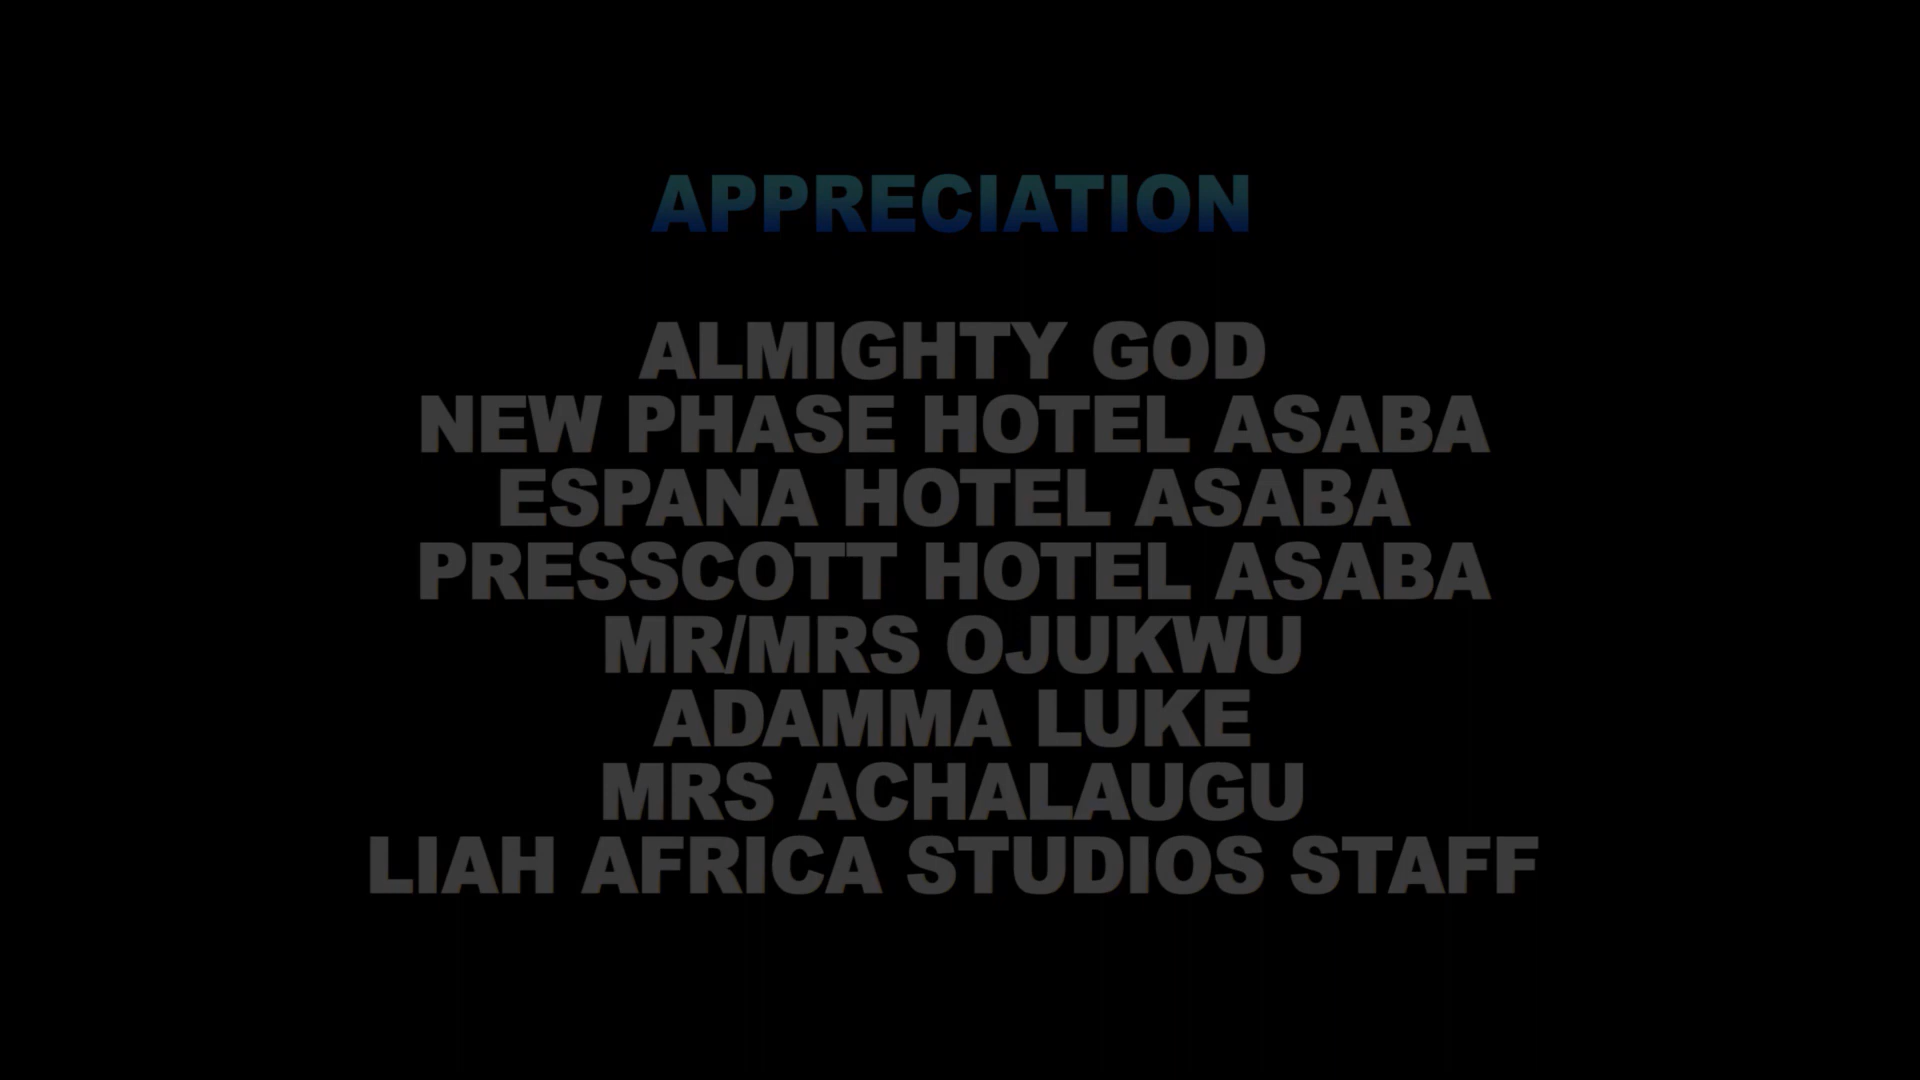 APPRECIATION
ALMIGHTY GOD
NEW PHASE HOTEL ASABA
ESPANA HOTEL ASABA
PRESSCOTT HOTEL ASABA
MR/MRS OJUKWU
ADAMMA LUKE
MRS ACHALAUGU
LIAH AFRICA STUDIOS STAFF